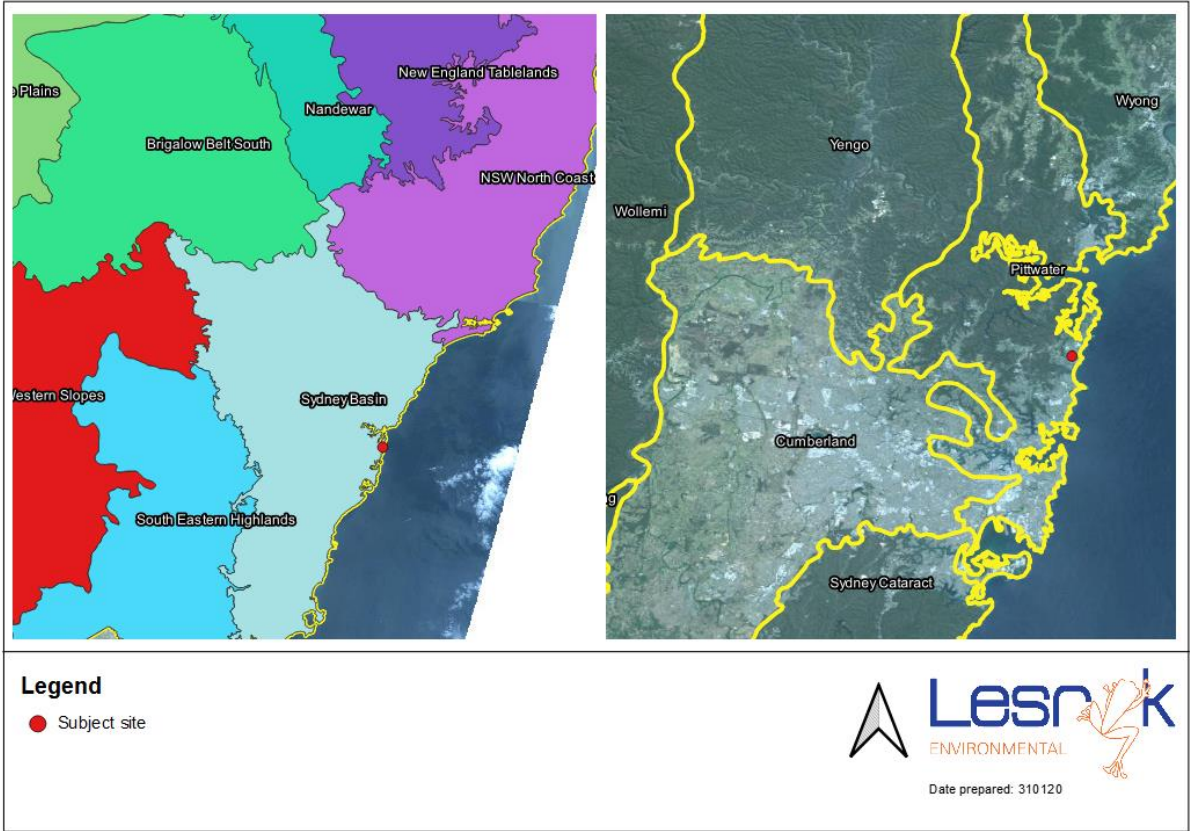 New England Tablelands
Plains
Nandewar
Brigalow Belt South
NSW North Coast
Western Slopes
Sydney Basin
South Eastern Highlands
Wyong
Yengo
Wollemi
Pittwater
Cumberland
g
Sydney Cataract
Legend
Subject site
Lesryk
ENVIRONMENTAL
Date prepared: 310120